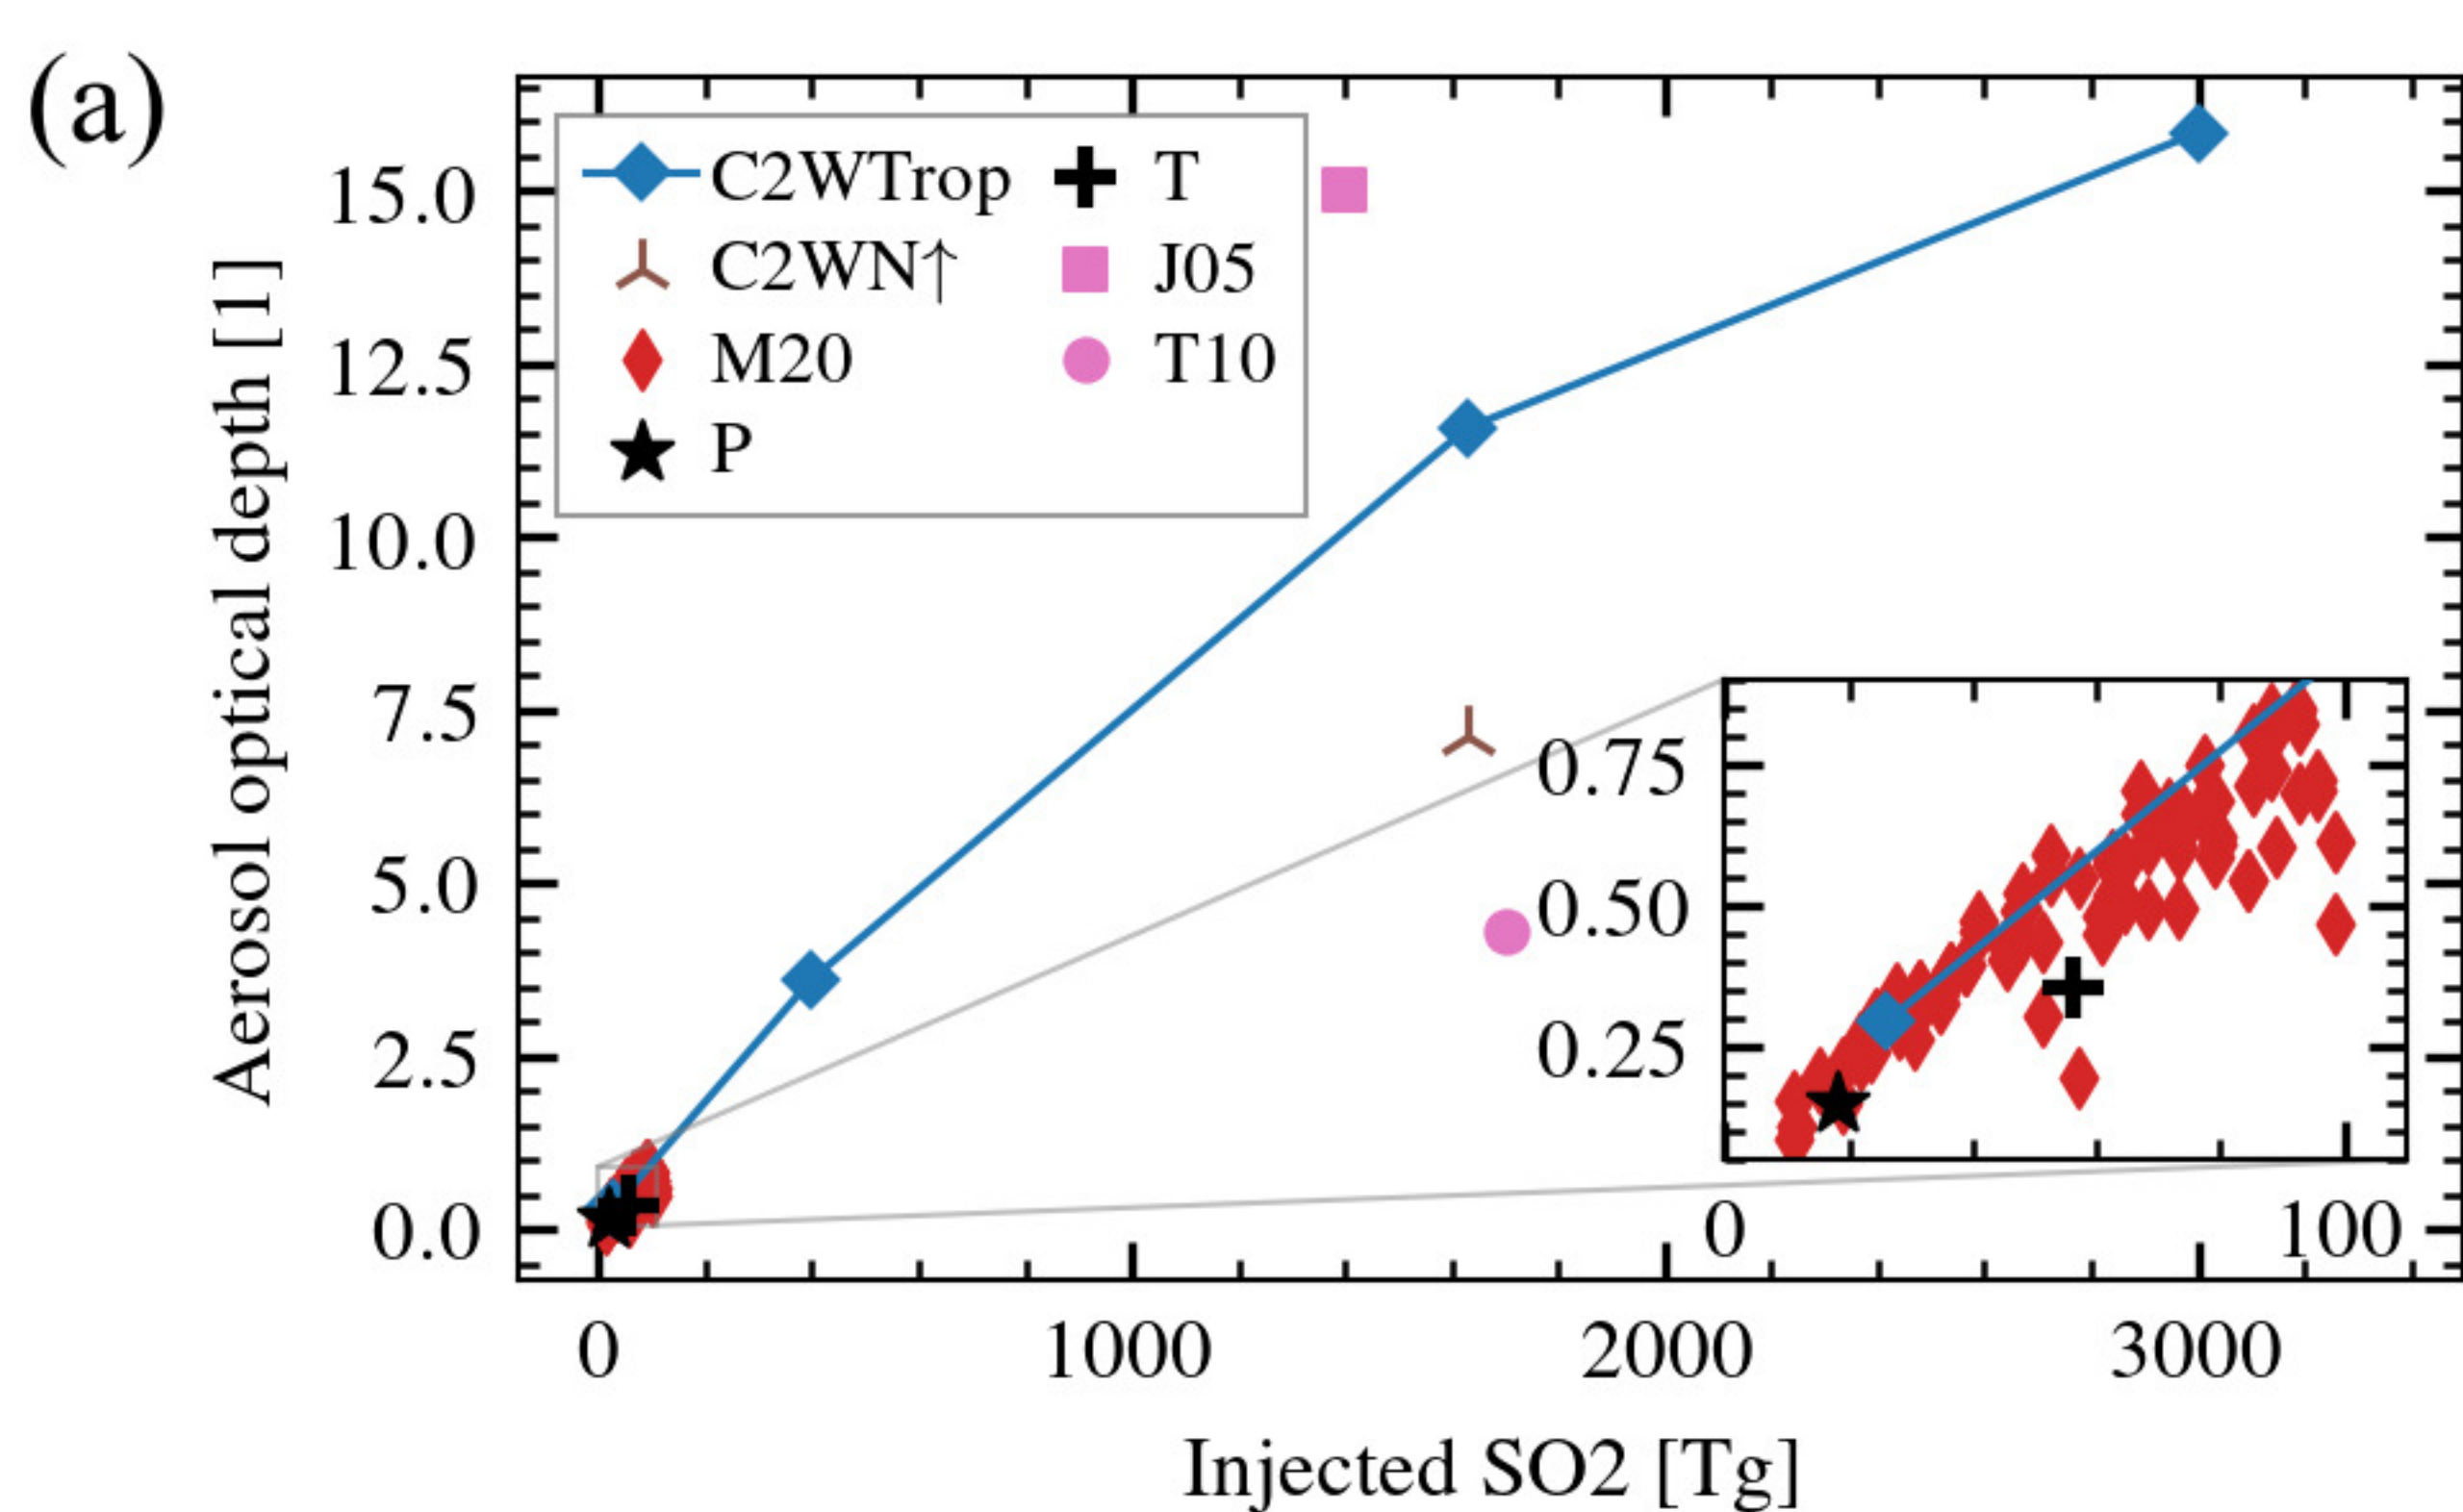 (a)
Aerosol optical depth [1]
15.0
12.5
10.0
7.5
5.0
2.5
0.0
C2WTrop
C2WN↑
M20
P
T
J05
T10
0.75
0.50
0.25
0
100
0
1000
2000
3000
Injected SO2 [Tg]